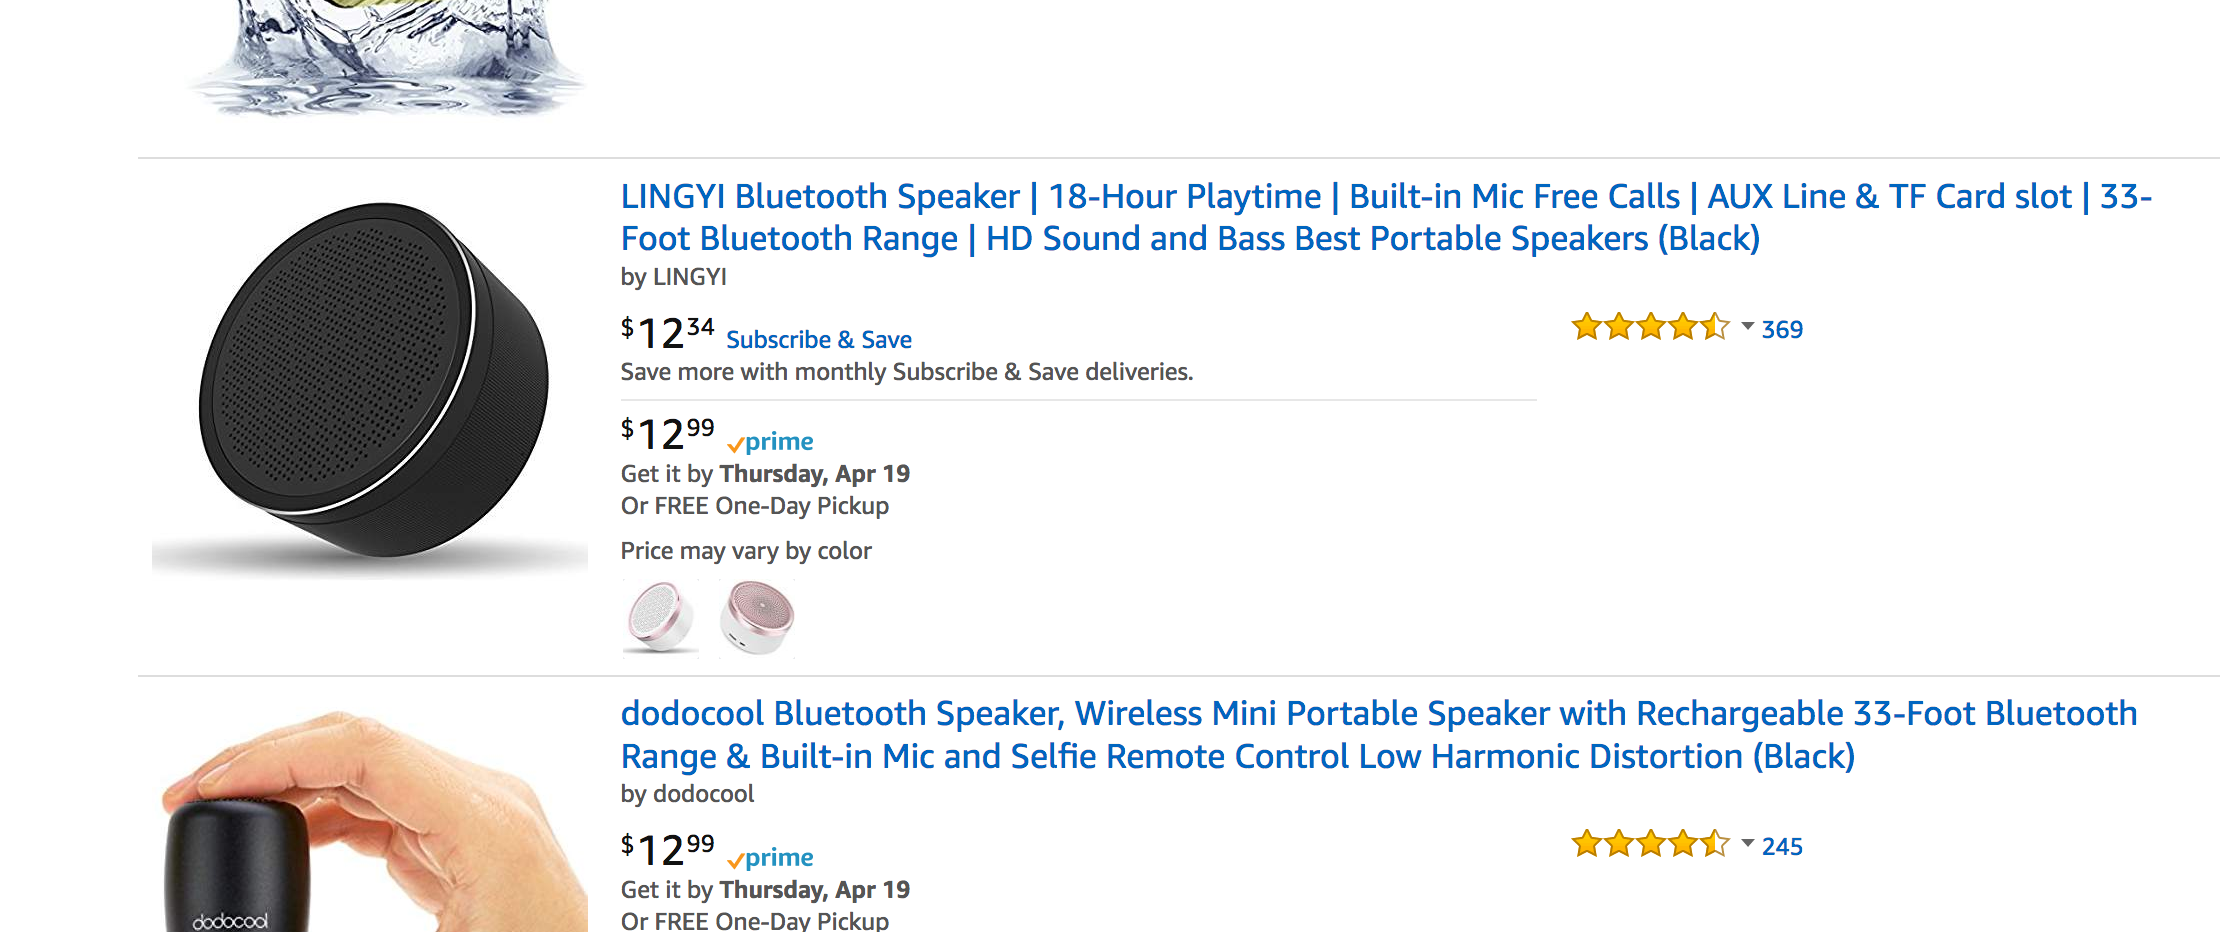 LINGYI Bluetooth Speaker | 18-Hour Playtime | Built-in Mic Free Calls | AUX Line & TF Card slot | 33-
Foot Bluetooth Range | HD Sound and Bass Best Portable Speakers (Black)
by LINGYI
$12 34 Subscribe & Save
369
Save more with monthly Subscribe & Save deliveries.
$12 99 prime
Get it by Thursday, Apr 19
Or FREE One-Day Pickup
Price may vary by color
dodocool Bluetooth Speaker, Wireless Mini Portable Speaker with Rechargeable 33-Foot Bluetooth
Range & Built-in Mic and Selfie Remote Control Low Harmonic Distortion (Black)
by dodocool
$12 99 prime
245
Get it by Thursday, Apr 19
Or FREE One-Day Pickup
dodocool